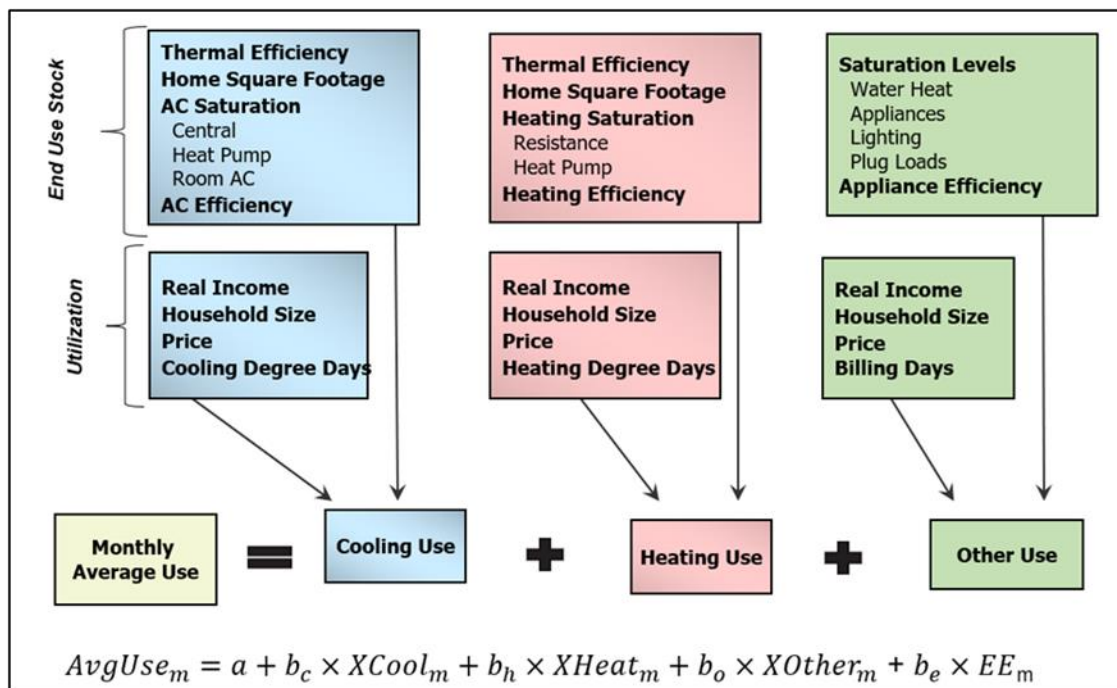 End Use Stock
Thermal Efficiency
Home Square Footage
AC Saturation
Central
Heat Pump
Room AC
AC Efficiency
Thermal Efficiency
Home Square Footage
Heating Saturation
Resistance
Heat Pump
Heating Efficiency
Saturation Levels
Water Heat
Appliances
Lighting
Plug Loads
Appliance Efficiency
Utilization
Real Income
Household Size
Price
Cooling Degree Days
Real Income
Household Size
Price
Heating Degree Days
Real Income
Household Size
Price
Billing Days
Monthly
Average Use
=
Cooling Use
+
Heating Use
+
Other Use
AvgUse_m = a + b_c × XCool_m + b_h × XHeat_m + b_o × XOther_m + b_e × EE_m